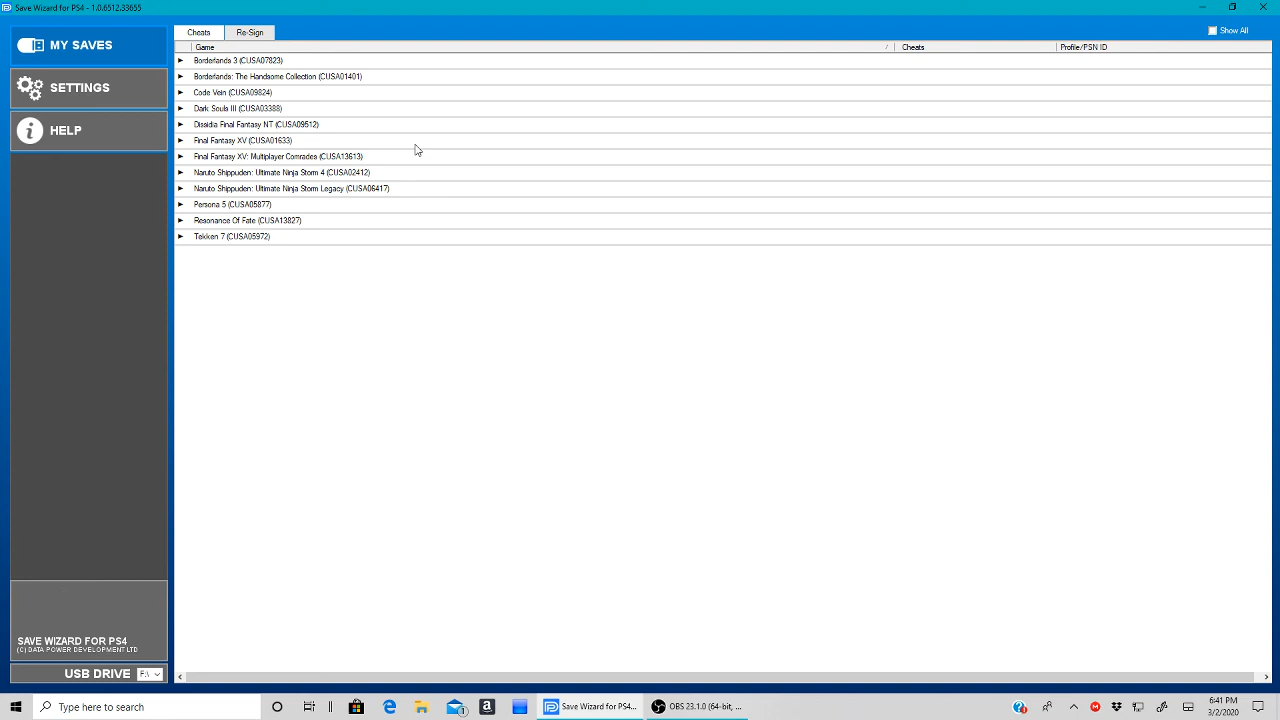 Save Wizard for PS4 - 1.0.6512.33655
MY SAVES
SETTINGS
HELP
Cheats Re-Sign
Show All
Game / Cheats Profile/PSN ID
Borderlands 3 (CUSA07823)
Borderlands: The Handsome Collection (CUSA01401)
Code Vein (CUSA09824)
Dark Souls III (CUSA03388)
Dissidia Final Fantasy NT (CUSA09512)
Final Fantasy XV (CUSA01633)
Final Fantasy XV: Multiplayer Comrades (CUSA13613)
Naruto Shippuden: Ultimate Ninja Storm 4 (CUSA02412)
Naruto Shippuden: Ultimate Ninja Storm Legacy (CUSA06417)
Persona 5 (CUSA05877)
Resonance Of Fate (CUSA13827)
Tekken 7 (CUSA05972)
SAVE WIZARD FOR PS4
(C) DATA POWER DEVELOPMENT LTD
USB DRIVE F:\
Type here to search
Save Wizard for PS4...
OBS 23.1.0 (64-bit, ...
6:41 PM
3/2/2020